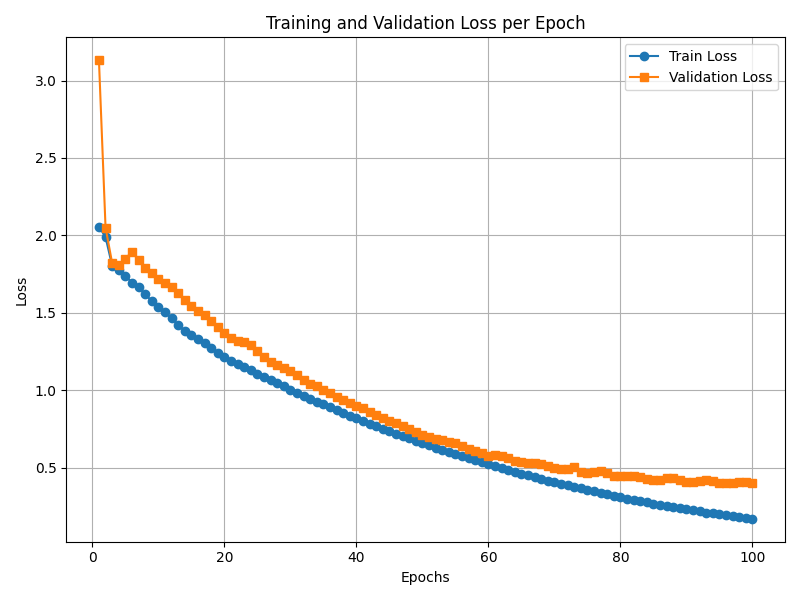 Training and Validation Loss per Epoch
Train Loss
Validation Loss
3.0
2.5
2.0
1.5
1.0
0.5
Loss
0 20 40 60 80 100
Epochs